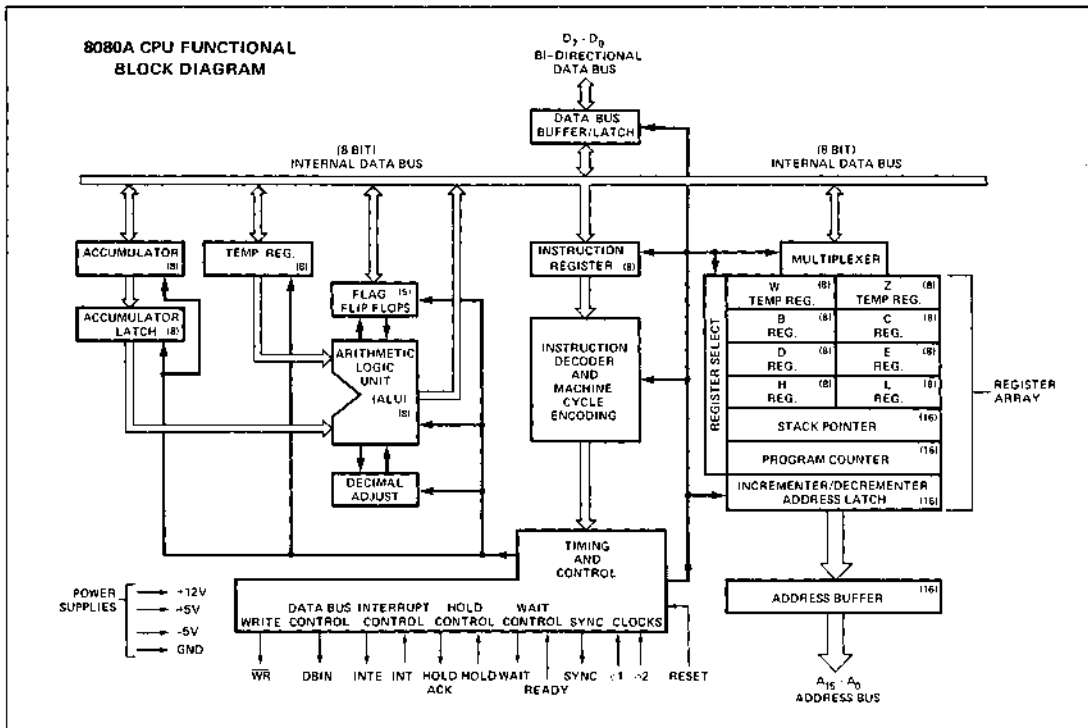 8080A CPU FUNCTIONAL
BLOCK DIAGRAM
D7 - D0
BI-DIRECTIONAL
DATA BUS
DATA BUS
BUFFER/LATCH
(8 BIT)
INTERNAL DATA BUS
(8 BIT)
INTERNAL DATA BUS
ACCUMULATOR
(8)
TEMP REG.
(8)
INSTRUCTION
REGISTER (8)
MULTIPLEXER
ACCUMULATOR
LATCH (8)
FLAG (5)
FLIP FLOPS
ARITHMETIC
LOGIC
UNIT
(ALU)
(8)
DECIMAL
ADJUST
INSTRUCTION
DECODER
AND
MACHINE
CYCLE
ENCODING
REGISTER SELECT
W (8)
TEMP REG.
Z (8)
TEMP REG.
B (8)
REG.
C (8)
REG.
D (8)
REG.
E (8)
REG.
H (8)
REG.
L (8)
REG.
STACK POINTER (16)
PROGRAM COUNTER (16)
INCREMENTER/DECREMENTER
ADDRESS LATCH (16)
REGISTER
ARRAY
TIMING
AND
CONTROL
ADDRESS BUFFER (16)
A15 - A0
ADDRESS BUS
POWER
SUPPLIES
+12V
+5V
-5V
GND
WRITE
DATA BUS
CONTROL
INTERRUPT
CONTROL
HOLD
CONTROL
WAIT
CONTROL
SYNC
CLOCKS
WR
DBIN
INTE
INT
HOLD
ACK
HOLD
WAIT
READY
SYNC
1
2
RESET